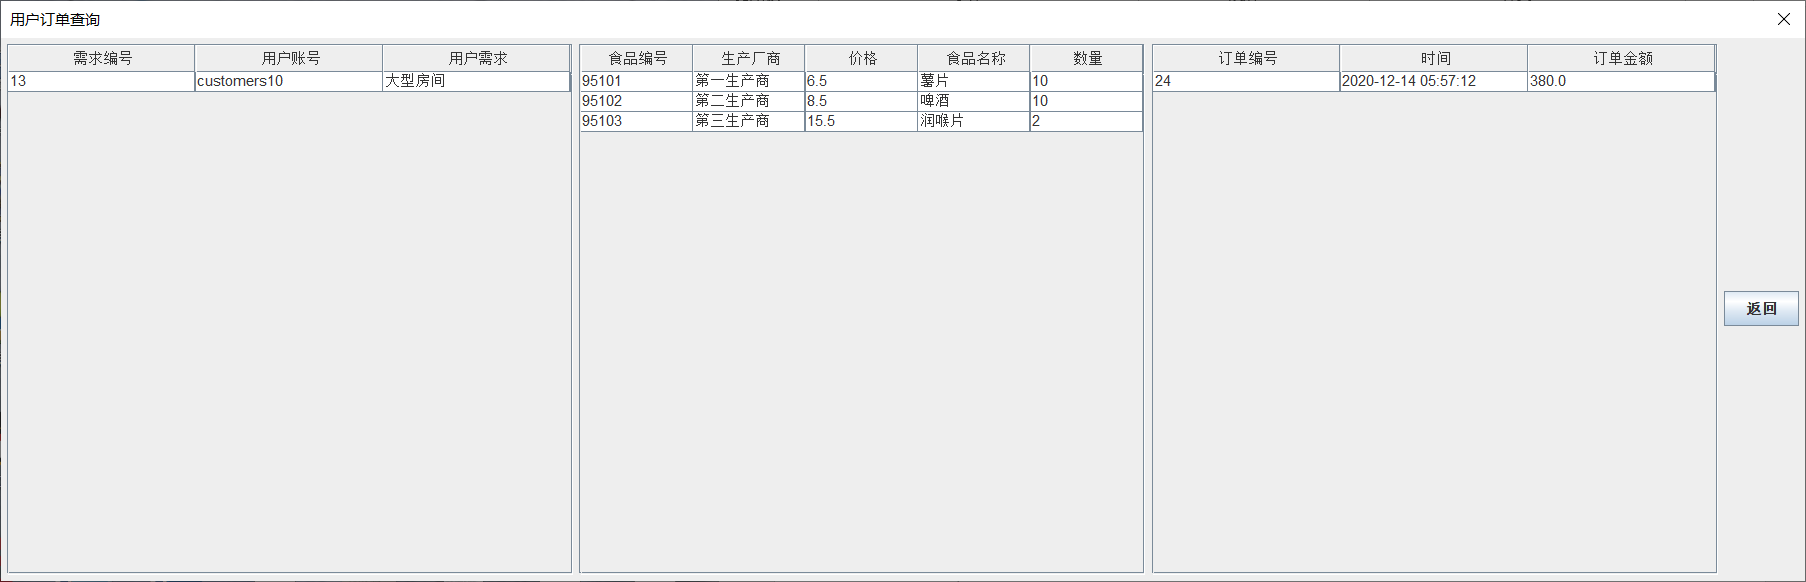 用户订单查询
需求编号 用户账号 用户需求
13 customers10 大型房间
食品编号 生产厂商 价格 食品名称 数量
95101 第一生产商 6.5 薯片 10
95102 第二生产商 8.5 啤酒 10
95103 第三生产商 15.5 润喉片 2
订单编号 时间 订单金额
24 2020-12-14 05:57:12 380.0
返回